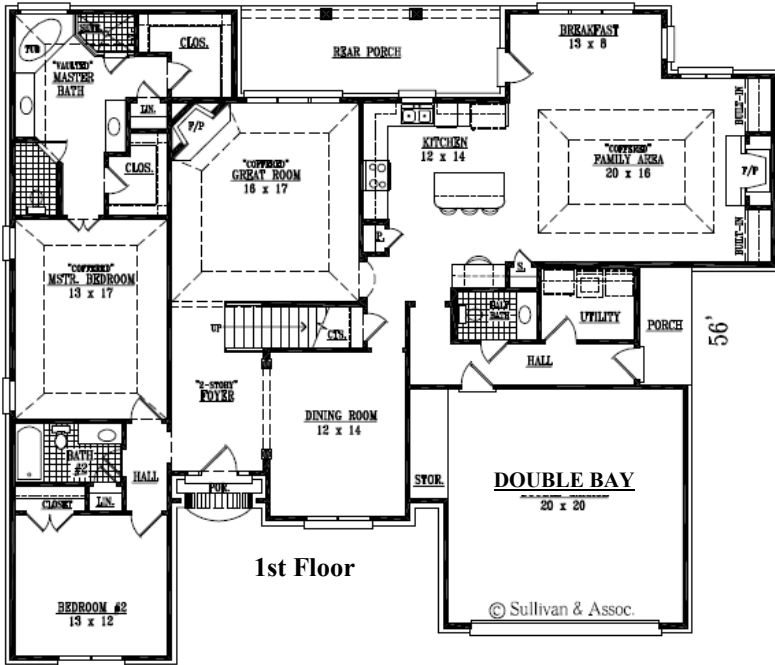 TUB
CLOS.
REAR PORCH
BREAKFAST
13 x 8
"VAULTED"
MASTER
BATH
LIN.
F/P
KITCHEN
12 x 14
BUILT-IN
"COFFERED"
FAMILY AREA
20 x 16
F/P
CLOS.
"COFFERED"
GREAT ROOM
16 x 17
P.
BUILT-IN
"COFFERED"
MSTR. BEDROOM
13 x 17
S.
HALF
BATH
UTILITY
PORCH
56'
UP
CTS.
HALL
"2-STORY"
FOYER
DINING ROOM
12 x 14
BATH
#2
HALL
STOR.
DOUBLE BAY
20 x 20
POR.
CLOSET
LIN.
1st Floor
BEDROOM #2
13 x 12
© Sullivan & Assoc.